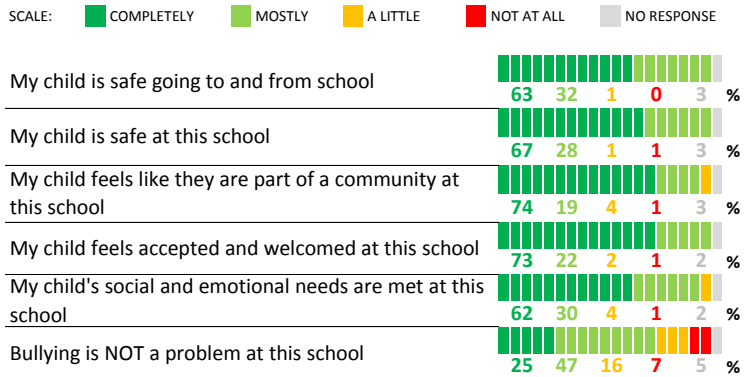 SCALE: COMPLETELY MOSTLY A LITTLE NOT AT ALL NO RESPONSE
My child is safe going to and from school
63 32 1 0 3 %
My child is safe at this school
67 28 1 1 3 %
My child feels like they are part of a community at
this school
74 19 4 1 3 %
My child feels accepted and welcomed at this school
73 22 2 1 2 %
My child's social and emotional needs are met at this
school
62 30 4 1 2 %
Bullying is NOT a problem at this school
25 47 16 7 5 %